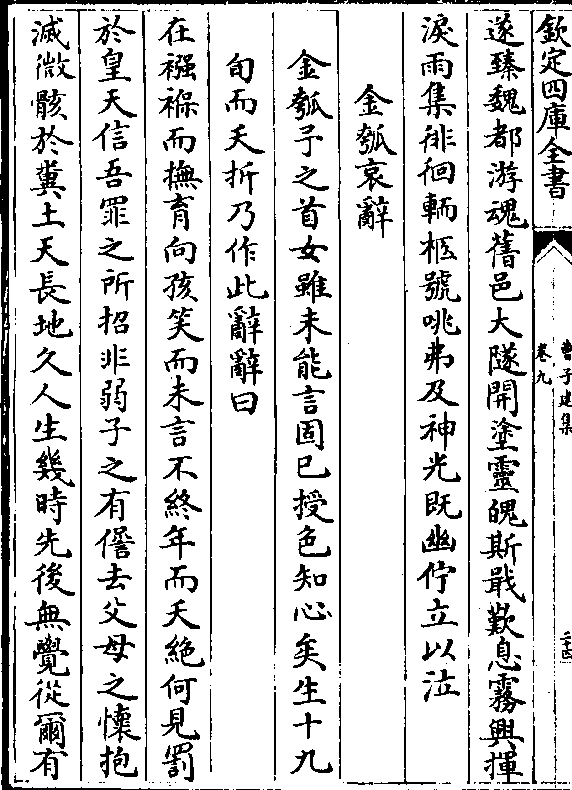 欽定四庫全書
曹子建集
卷九
二十四
遂臻魏都游魂舊邑大隧開塗靈魄斯戢歎息霧興揮
淚雨集徘徊輀柩號咷弗及神光既幽佇立以泣
金瓠哀辭
金瓠予之首女雖未能言固已授色知心矣生十九
旬而夭折乃作此辭辭曰
在襁褓而撫育向孩笑而未言不終年而夭絶何見罰
於皇天信吾罪之所招非弱子之有𠎝去父母之懷抱
滅微骸於糞土天長地久人生幾時先後無覺從爾有